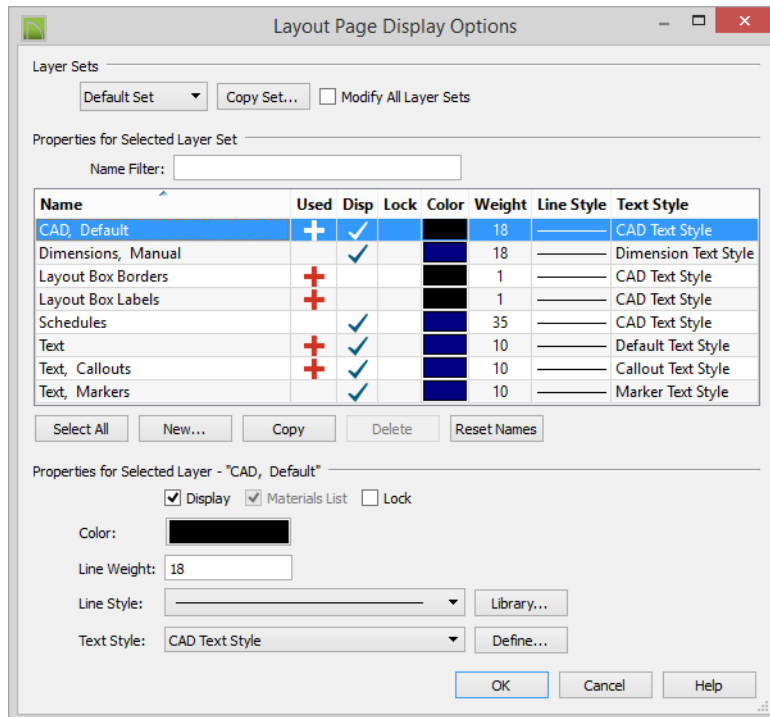 Layout Page Display Options
Layer Sets
Default Set Copy Set... Modify All Layer Sets
Properties for Selected Layer Set
Name Filter:
Name Used Disp Lock Color Weight Line Style Text Style
CAD, Default 18 CAD Text Style
Dimensions, Manual 18 Dimension Text Style
Layout Box Borders 1 CAD Text Style
Layout Box Labels 1 CAD Text Style
Schedules 35 CAD Text Style
Text 10 Default Text Style
Text, Callouts 10 Callout Text Style
Text, Markers 10 Marker Text Style
Select All New... Copy Delete Reset Names
Properties for Selected Layer - "CAD, Default"
Display Materials List Lock
Color:
Line Weight: 18
Line Style: Library...
Text Style: CAD Text Style Define...
OK Cancel Help